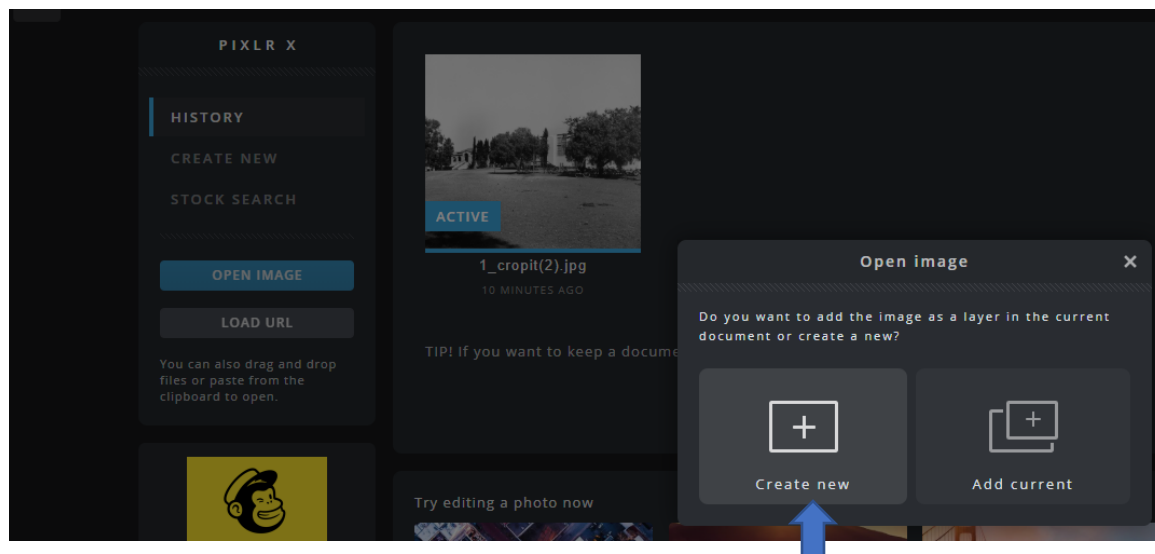 PIXLR X
HISTORY
CREATE NEW
STOCK SEARCH
OPEN IMAGE
LOAD URL
You can also drag and drop
files or paste from the
clipboard to open.
ACTIVE
1_cropit(2).jpg
10 MINUTES AGO
TIP! If you want to keep a docume
Try editing a photo now
Open image
Do you want to add the image as a layer in the current
document or create a new?
Create new
Add current